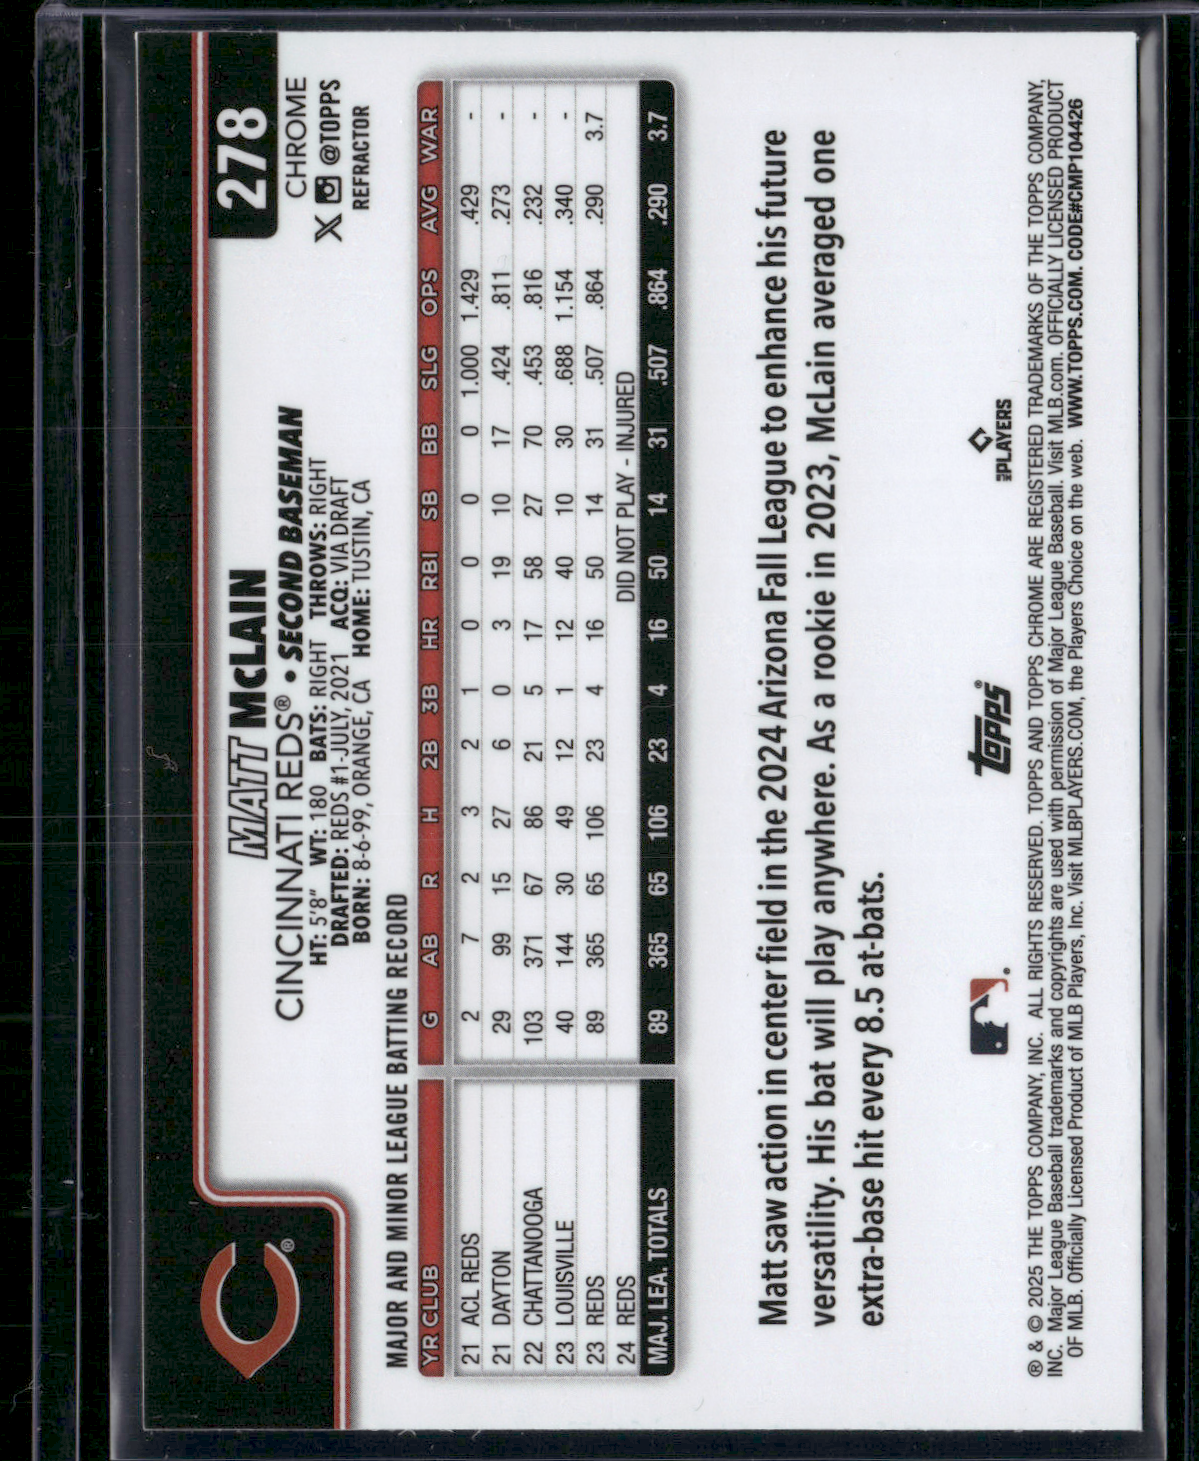 278
CHROME
@TOPPS
REFRACTOR
MATT McLAIN
CINCINNATI REDS® • SECOND BASEMAN
HT: 5'8" WT: 180 BATS: RIGHT THROWS: RIGHT
DRAFTED: REDS #1-JULY, 2021 ACQ: VIA DRAFT
BORN: 8-6-99, ORANGE, CA HOME: TUSTIN, CA
C ®
MAJOR AND MINOR LEAGUE BATTING RECORD
YR CLUB G AB R H 2B 3B HR RBI SB BB SLG OPS AVG WAR
21 ACL REDS 2 7 2 3 2 1 0 0 0 0 1.000 1.429 .429 -
21 DAYTON 29 99 15 27 6 0 3 19 10 17 .424 .811 .273 -
22 CHATTANOOGA 103 371 67 86 21 5 17 58 27 70 .453 .816 .232 -
23 LOUISVILLE 40 144 30 49 12 1 12 40 10 30 .688 1.154 .340 -
23 REDS 89 365 65 106 23 4 16 50 14 31 .507 .864 .290 3.7
24 REDS DID NOT PLAY - INJURED
MAJ. LEA. TOTALS 89 365 65 106 23 4 16 50 14 31 .507 .864 .290 3.7
Matt saw action in center field in the 2024 Arizona Fall League to enhance his future
versatility. His bat will play anywhere. As a rookie in 2023, McLain averaged one
extra-base hit every 8.5 at-bats.
topps®
MLB PLAYERS
® & © 2025 THE TOPPS COMPANY, INC. ALL RIGHTS RESERVED. TOPPS AND TOPPS CHROME ARE REGISTERED TRADEMARKS OF THE TOPPS COMPANY,
INC. Major League Baseball trademarks and copyrights are used with permission of Major League Baseball. Visit MLB.com. OFFICIALLY LICENSED PRODUCT
OF MLB. Officially Licensed Product of MLB Players, Inc. Visit MLBPLAYERS.COM, the Players Choice on the web. WWW.TOPPS.COM. CODE#CMP104426